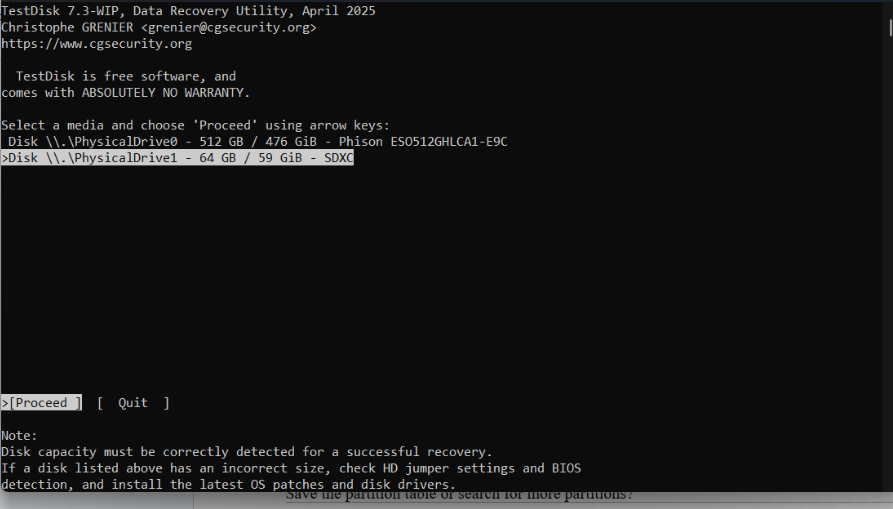 TestDisk 7.3-WIP, Data Recovery Utility, April 2025
Christophe GRENIER <grenier@cgsecurity.org>
https://www.cgsecurity.org
TestDisk is free software, and
comes with ABSOLUTELY NO WARRANTY.
Select a media and choose 'Proceed' using arrow keys:
Disk \\.\PhysicalDrive0 - 512 GB / 476 GiB - Phison ESO512GHLCA1-E9C
>Disk \\.\PhysicalDrive1 - 64 GB / 59 GiB - SDXC
>[Proceed ]  [  Quit  ]
Note:
Disk capacity must be correctly detected for a successful recovery.
If a disk listed above has an incorrect size, check HD jumper settings and BIOS
detection, and install the latest OS patches and disk drivers.
Save the partition table or search for more partitions?